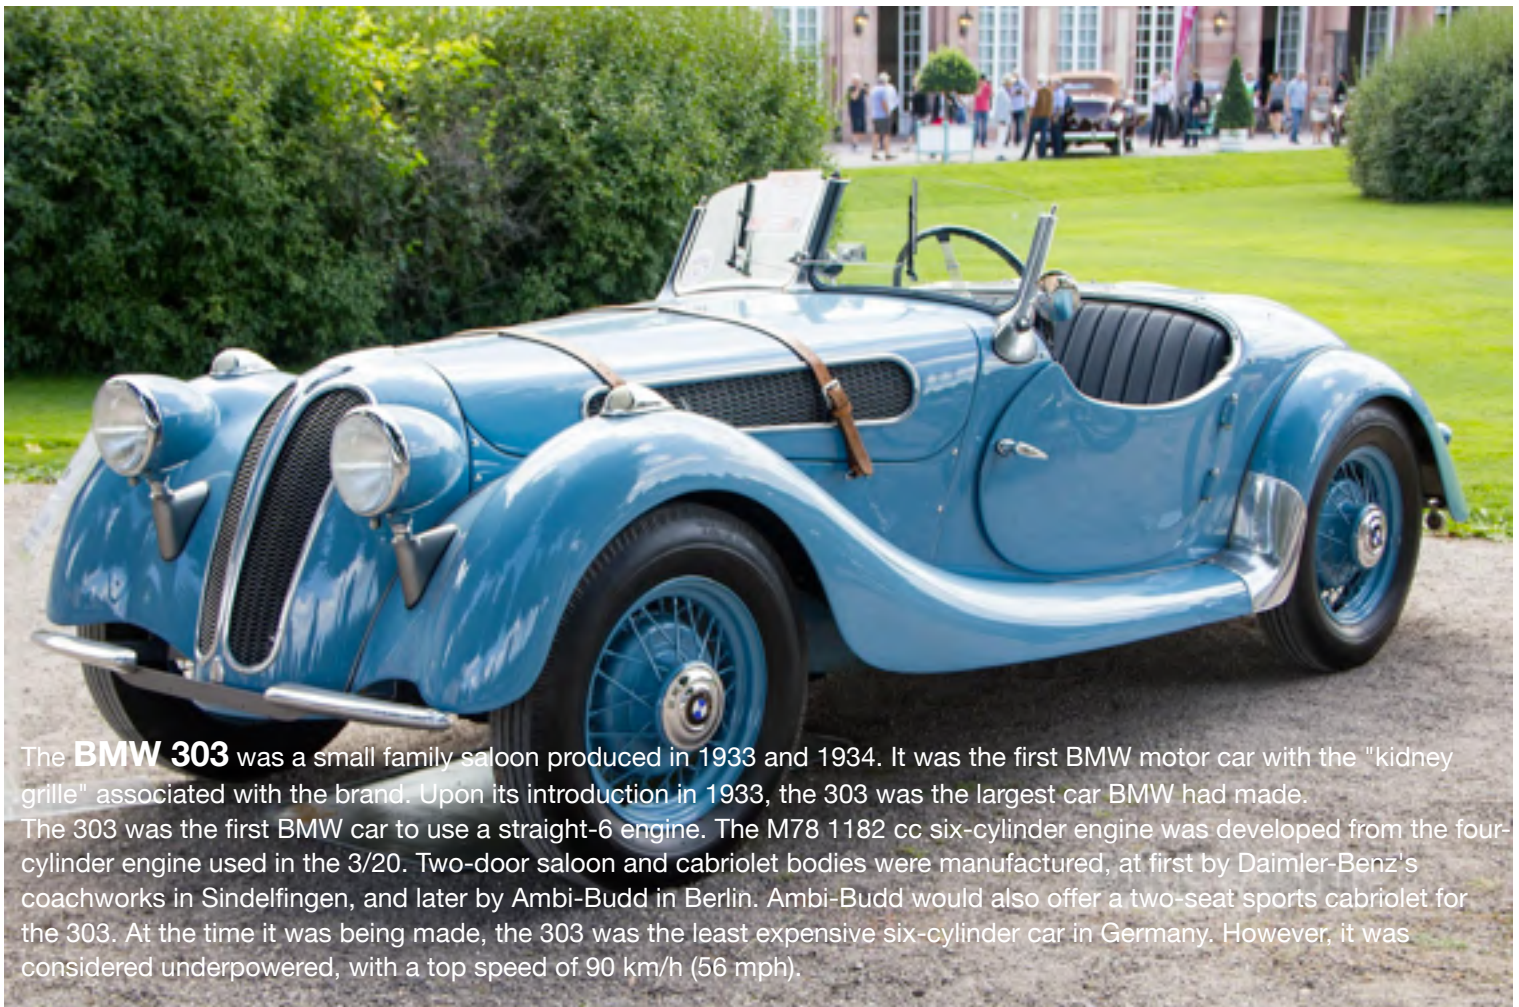 The BMW 303 was a small family saloon produced in 1933 and 1934. It was the first BMW motor car with the "kidney
grille" associated with the brand. Upon its introduction in 1933, the 303 was the largest car BMW had made.
The 303 was the first BMW car to use a straight-6 engine. The M78 1182 cc six-cylinder engine was developed from the four-
cylinder engine used in the 3/20. Two-door saloon and cabriolet bodies were manufactured, at first by Daimler-Benz's
coachworks in Sindelfingen, and later by Ambi-Budd in Berlin. Ambi-Budd would also offer a two-seat sports cabriolet for
the 303. At the time it was being made, the 303 was the least expensive six-cylinder car in Germany. However, it was
considered underpowered, with a top speed of 90 km/h (56 mph).